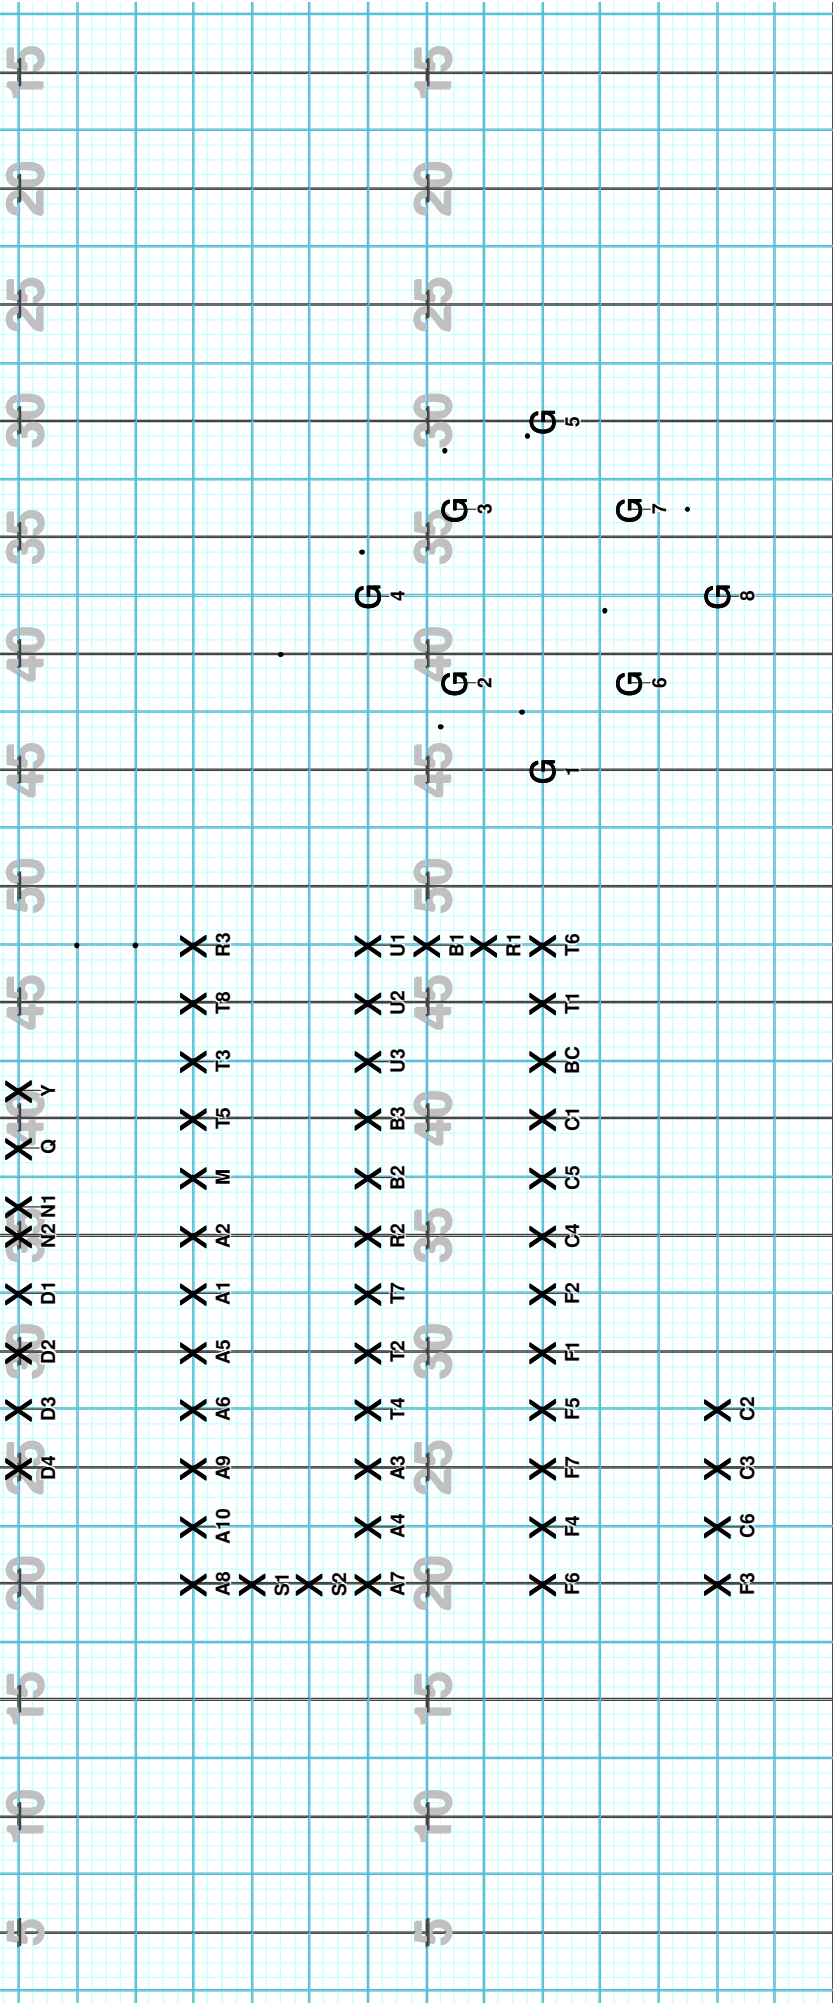 5 10 15 20 25 30 35 40 45 50 45 40 35 30 25 20 15
X X X X X X X X
D4 D3 D2 D1 N2 N1 Q Y
X X X X X X X X X X X X
A8 A10 A9 A6 A5 A1 A2 M T5 T3 T8 R3
X
S1
X
S2
X X X X X X X X X X X X G
A7 A4 A3 T4 T2 T7 R2 B2 B3 U3 U2 U1 4
5 10 15 20 25 30 35 40 45 50 45 40 35 30 25 20 15
X
B1
G G
2 3
X
R1
X X X X X X X X X X X X G G
F6 F4 F7 F5 F1 F2 C4 C5 C1 BC T1 T6 1 5
G G
6 7
X X X X G
F3 C6 C3 C2 8